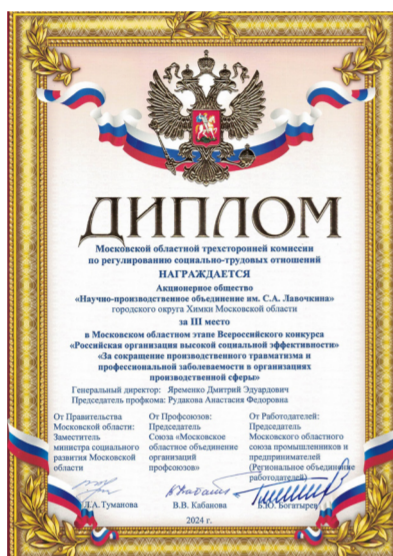 ДИПЛОМ
Московской областной трехсторонней комиссии
по регулированию социально-трудовых отношений
НАГРАЖДАЕТСЯ
Акционерное общество
«Научно-производственное объединение им. С.А. Лавочкина»
городского округа Химки Московской области
за III место
в Московском областном этапе Всероссийского конкурса
«Российская организация высокой социальной эффективности»
«За сокращение производственного травматизма и
профессиональной заболеваемости в организациях
производственной сферы»
Генеральный директор: Яременко Дмитрий Эдуардович
Председатель профкома: Рудакова Анастасия Федоровна
От Правительства
Московской области:
Заместитель
министра социального
развития Московской
области
Д.А. Туманова
От Профсоюзов:
Председатель
Союза «Московское
областное объединение
организаций
профсоюзов»
В.В. Кабанова
От Работодателей:
Председатель
Московского областного
союза промышленников и
предпринимателей
(Региональное объединение
работодателей)
В.Ю. Богатырев
2024 г.